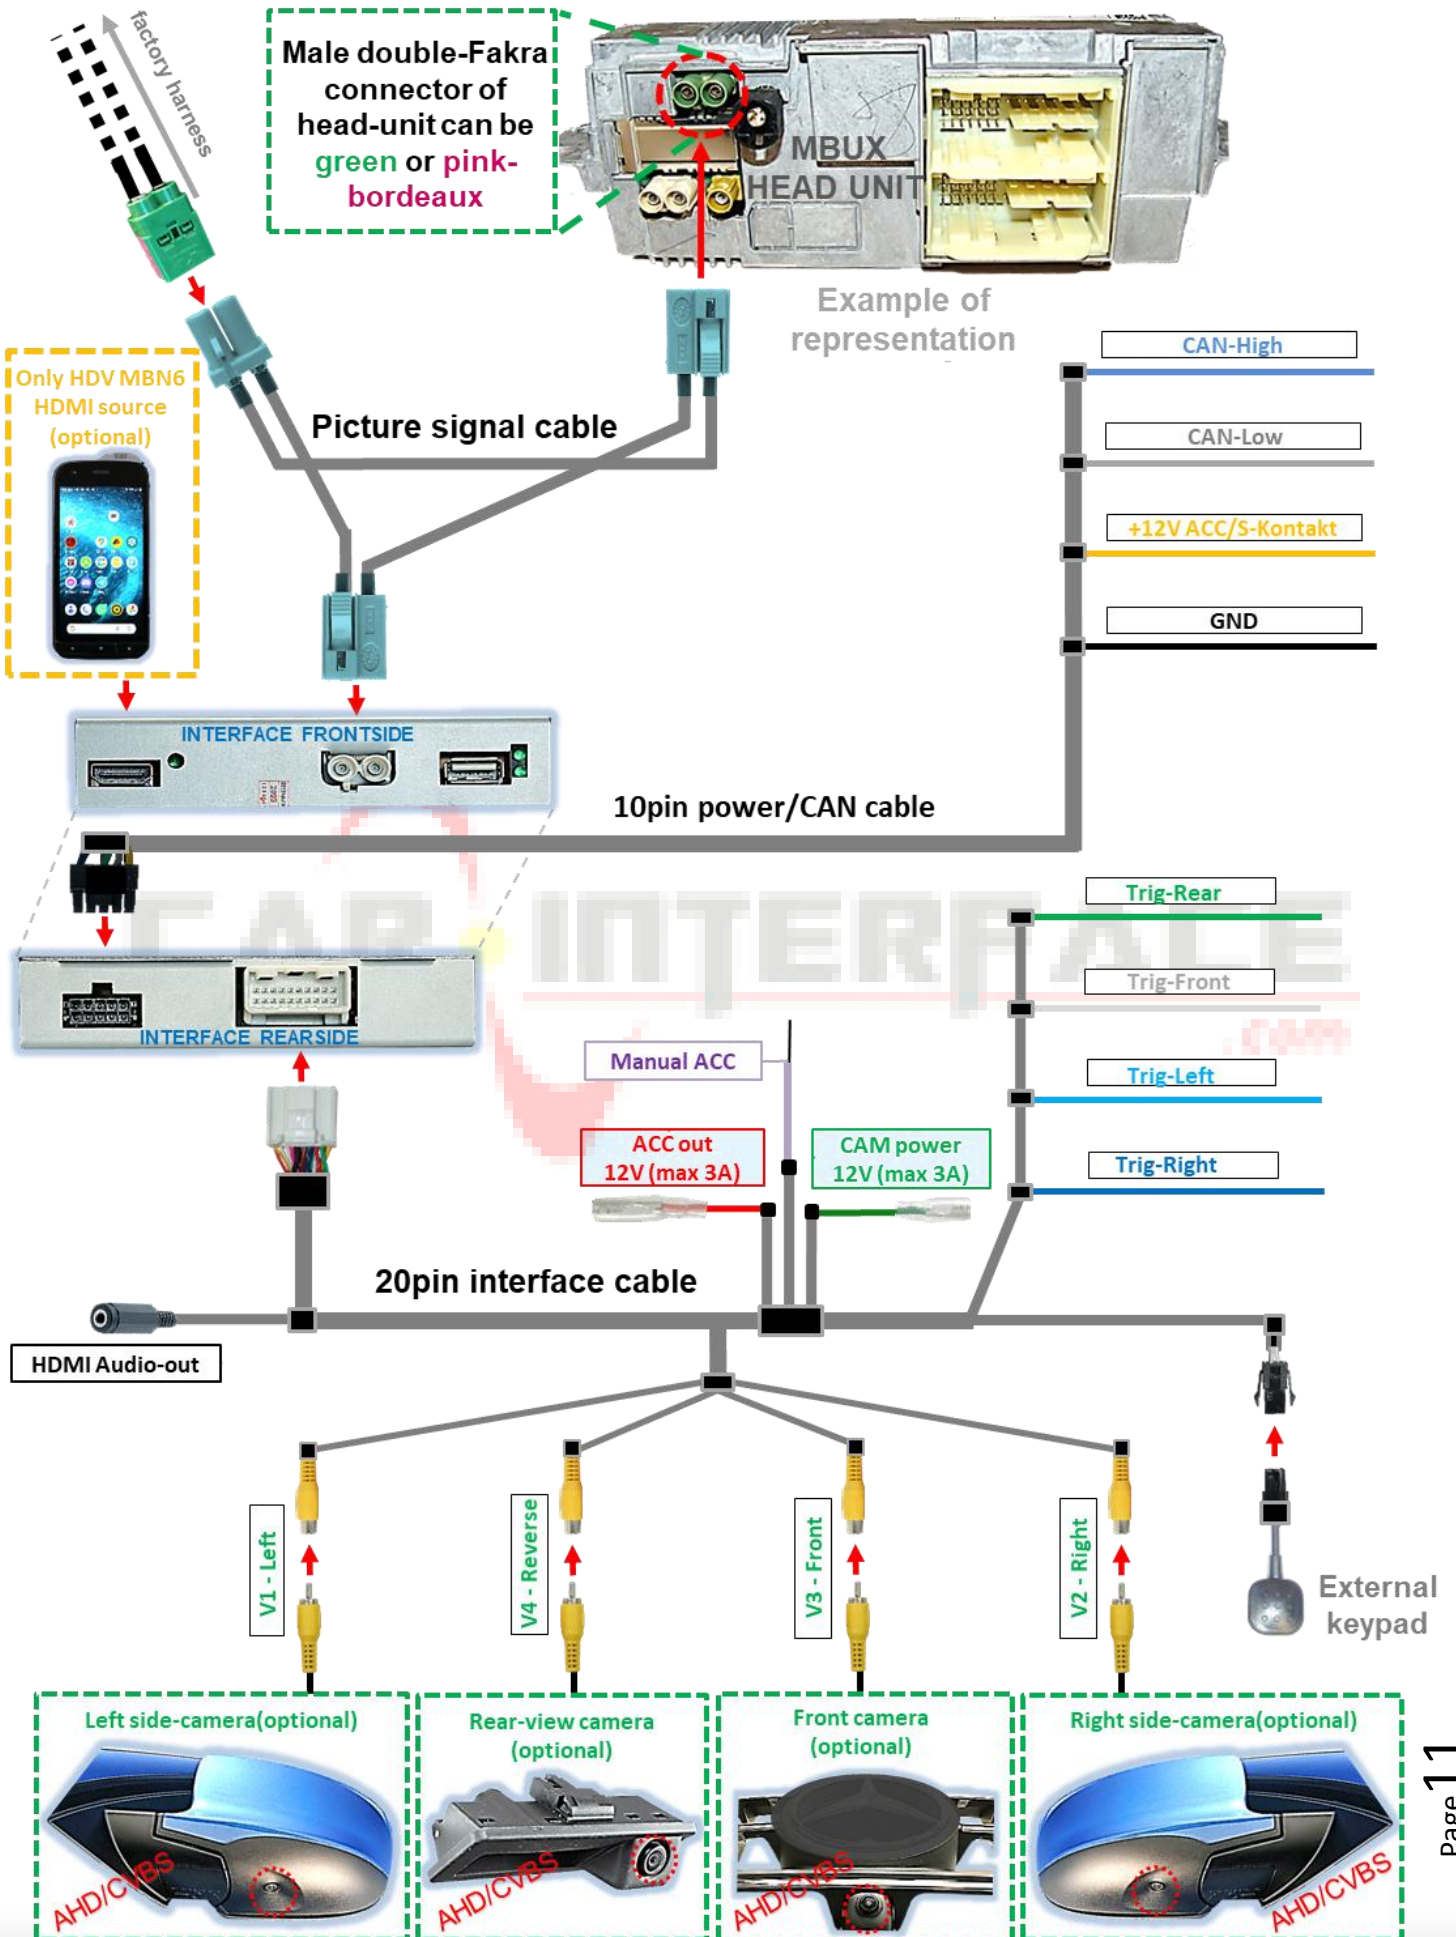 factory harness
Male double-Fakra
connector of
head-unit can be
green or pink-
bordeaux
MBUX
HEAD UNIT
Example of
representation
Only HDV MBN6
HDMI source
(optional)
Picture signal cable
CAN-High
CAN-Low
+12V ACC/S-Kontakt
GND
INTERFACE FRONTSIDE
10pin power/CAN cable
CAR INTERFACE
.com
INTERFACE REARSIDE
Trig-Rear
Trig-Front
Trig-Left
Trig-Right
Manual ACC
ACC out
12V (max 3A)
CAM power
12V (max 3A)
20pin interface cable
HDMI Audio-out
V1 - Left
V4 - Reverse
V3 - Front
V2 - Right
External
keypad
Left side-camera(optional)
Rear-view camera
(optional)
Front camera
(optional)
Right side-camera(optional)
AHD/CVBS
AHD/CVBS
AHD/CVBS
AHD/CVBS
Page 11